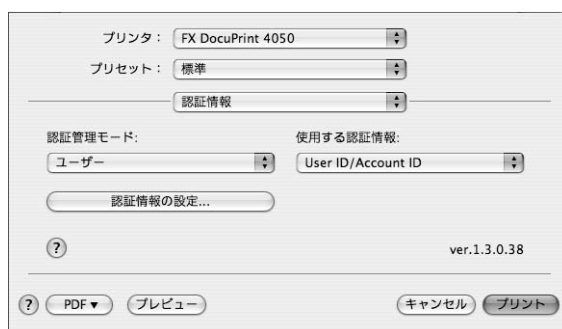 プリンタ： FX DocuPrint 4050
プリセット： 標準
認証情報
認証管理モード: 使用する認証情報:
ユーザー User ID/Account ID
認証情報の設定...
? ver.1.3.0.38
? PDF▼ プレビュー キャンセル プリント